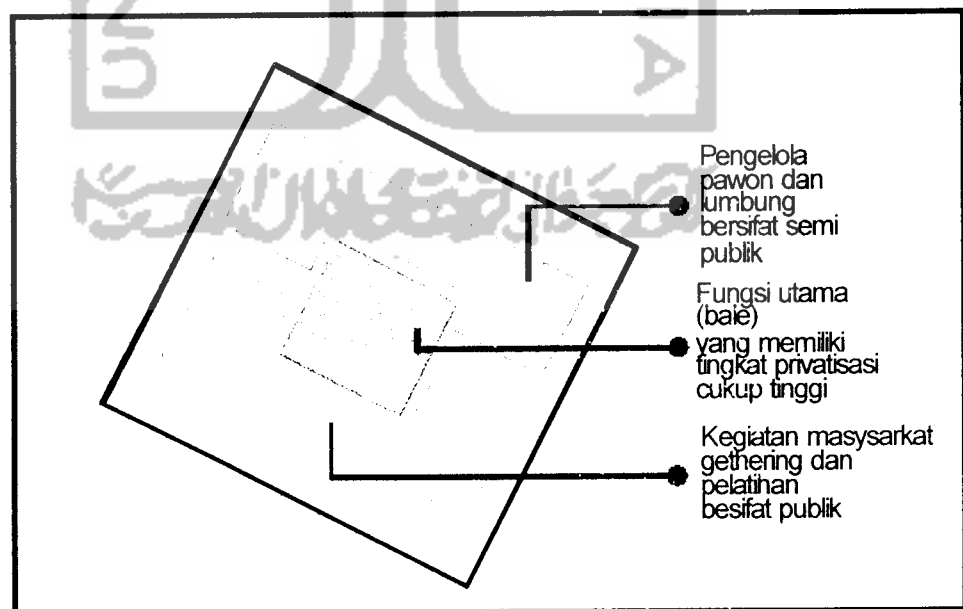 Pengelola
pawon dan
lumbung
bersifat semi
publik
Fungsi utama
(bale)
yang memiliki
tingkat privatisasi
cukup tinggi
Kegiatan masysarkat
gethering dan
pelatihan
besifat publik